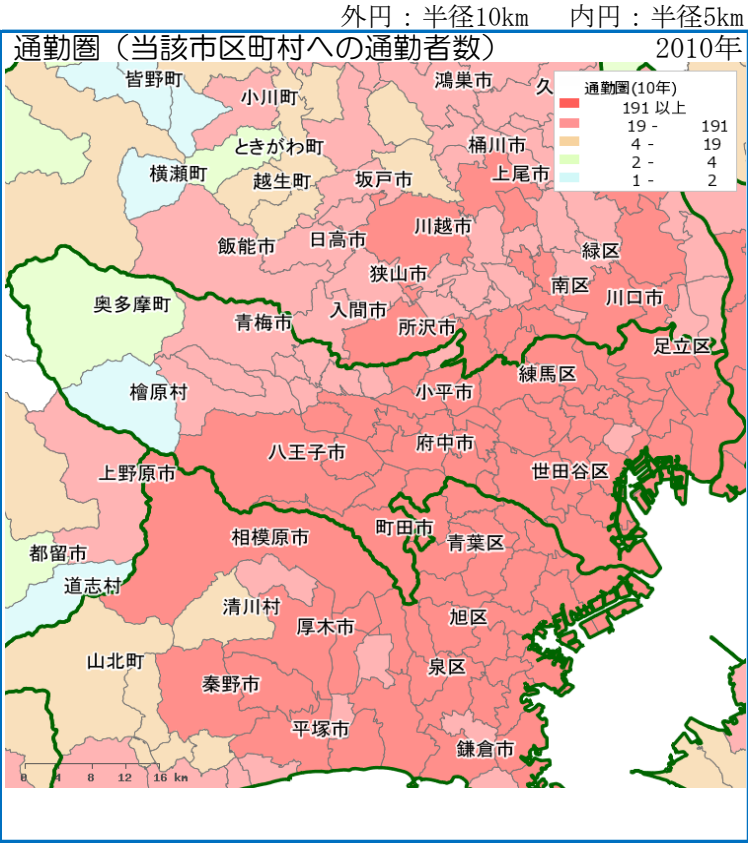 外円：半径10km　内円：半径5km
通勤圏（当該市区町村への通勤者数）　2010年
通勤圏(10年)
191 以上
19 - 191
4 - 19
2 - 4
1 - 2
皆野町
小川町
鴻巣市
久
ときがわ町
桶川市
横瀬町
越生町
坂戸市
上尾市
飯能市
日高市
川越市
緑区
狭山市
南区
川口市
奥多摩町
青梅市
入間市
所沢市
足立区
檜原村
小平市
練馬区
八王子市
府中市
世田谷区
上野原市
相模原市
町田市
青葉区
都留市
道志村
清川村
厚木市
旭区
山北町
秦野市
泉区
平塚市
鎌倉市
0 4 8 12 16 km